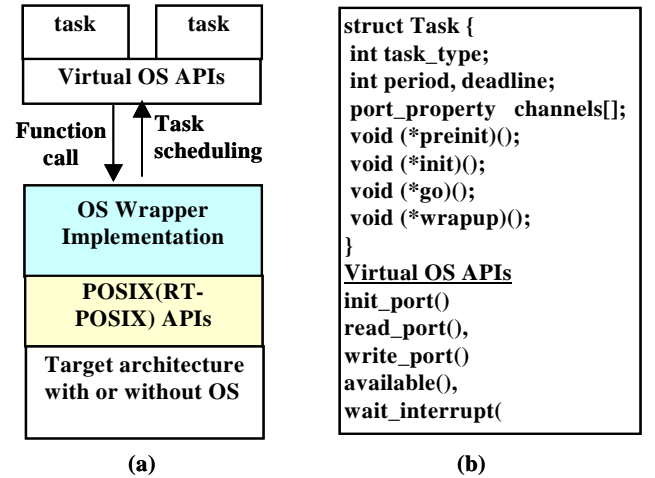 task
task
Virtual OS APIs
Function
call
Task
scheduling
OS Wrapper
Implementation
POSIX(RT-
POSIX) APIs
Target architecture
with or without OS
(a)
struct Task {
int task_type;
int period, deadline;
port_property channels[];
void (*preinit)();
void (*init)();
void (*go)();
void (*wrapup)();
}
Virtual OS APIs
init_port()
read_port(),
write_port()
available(),
wait_interrupt(
(b)